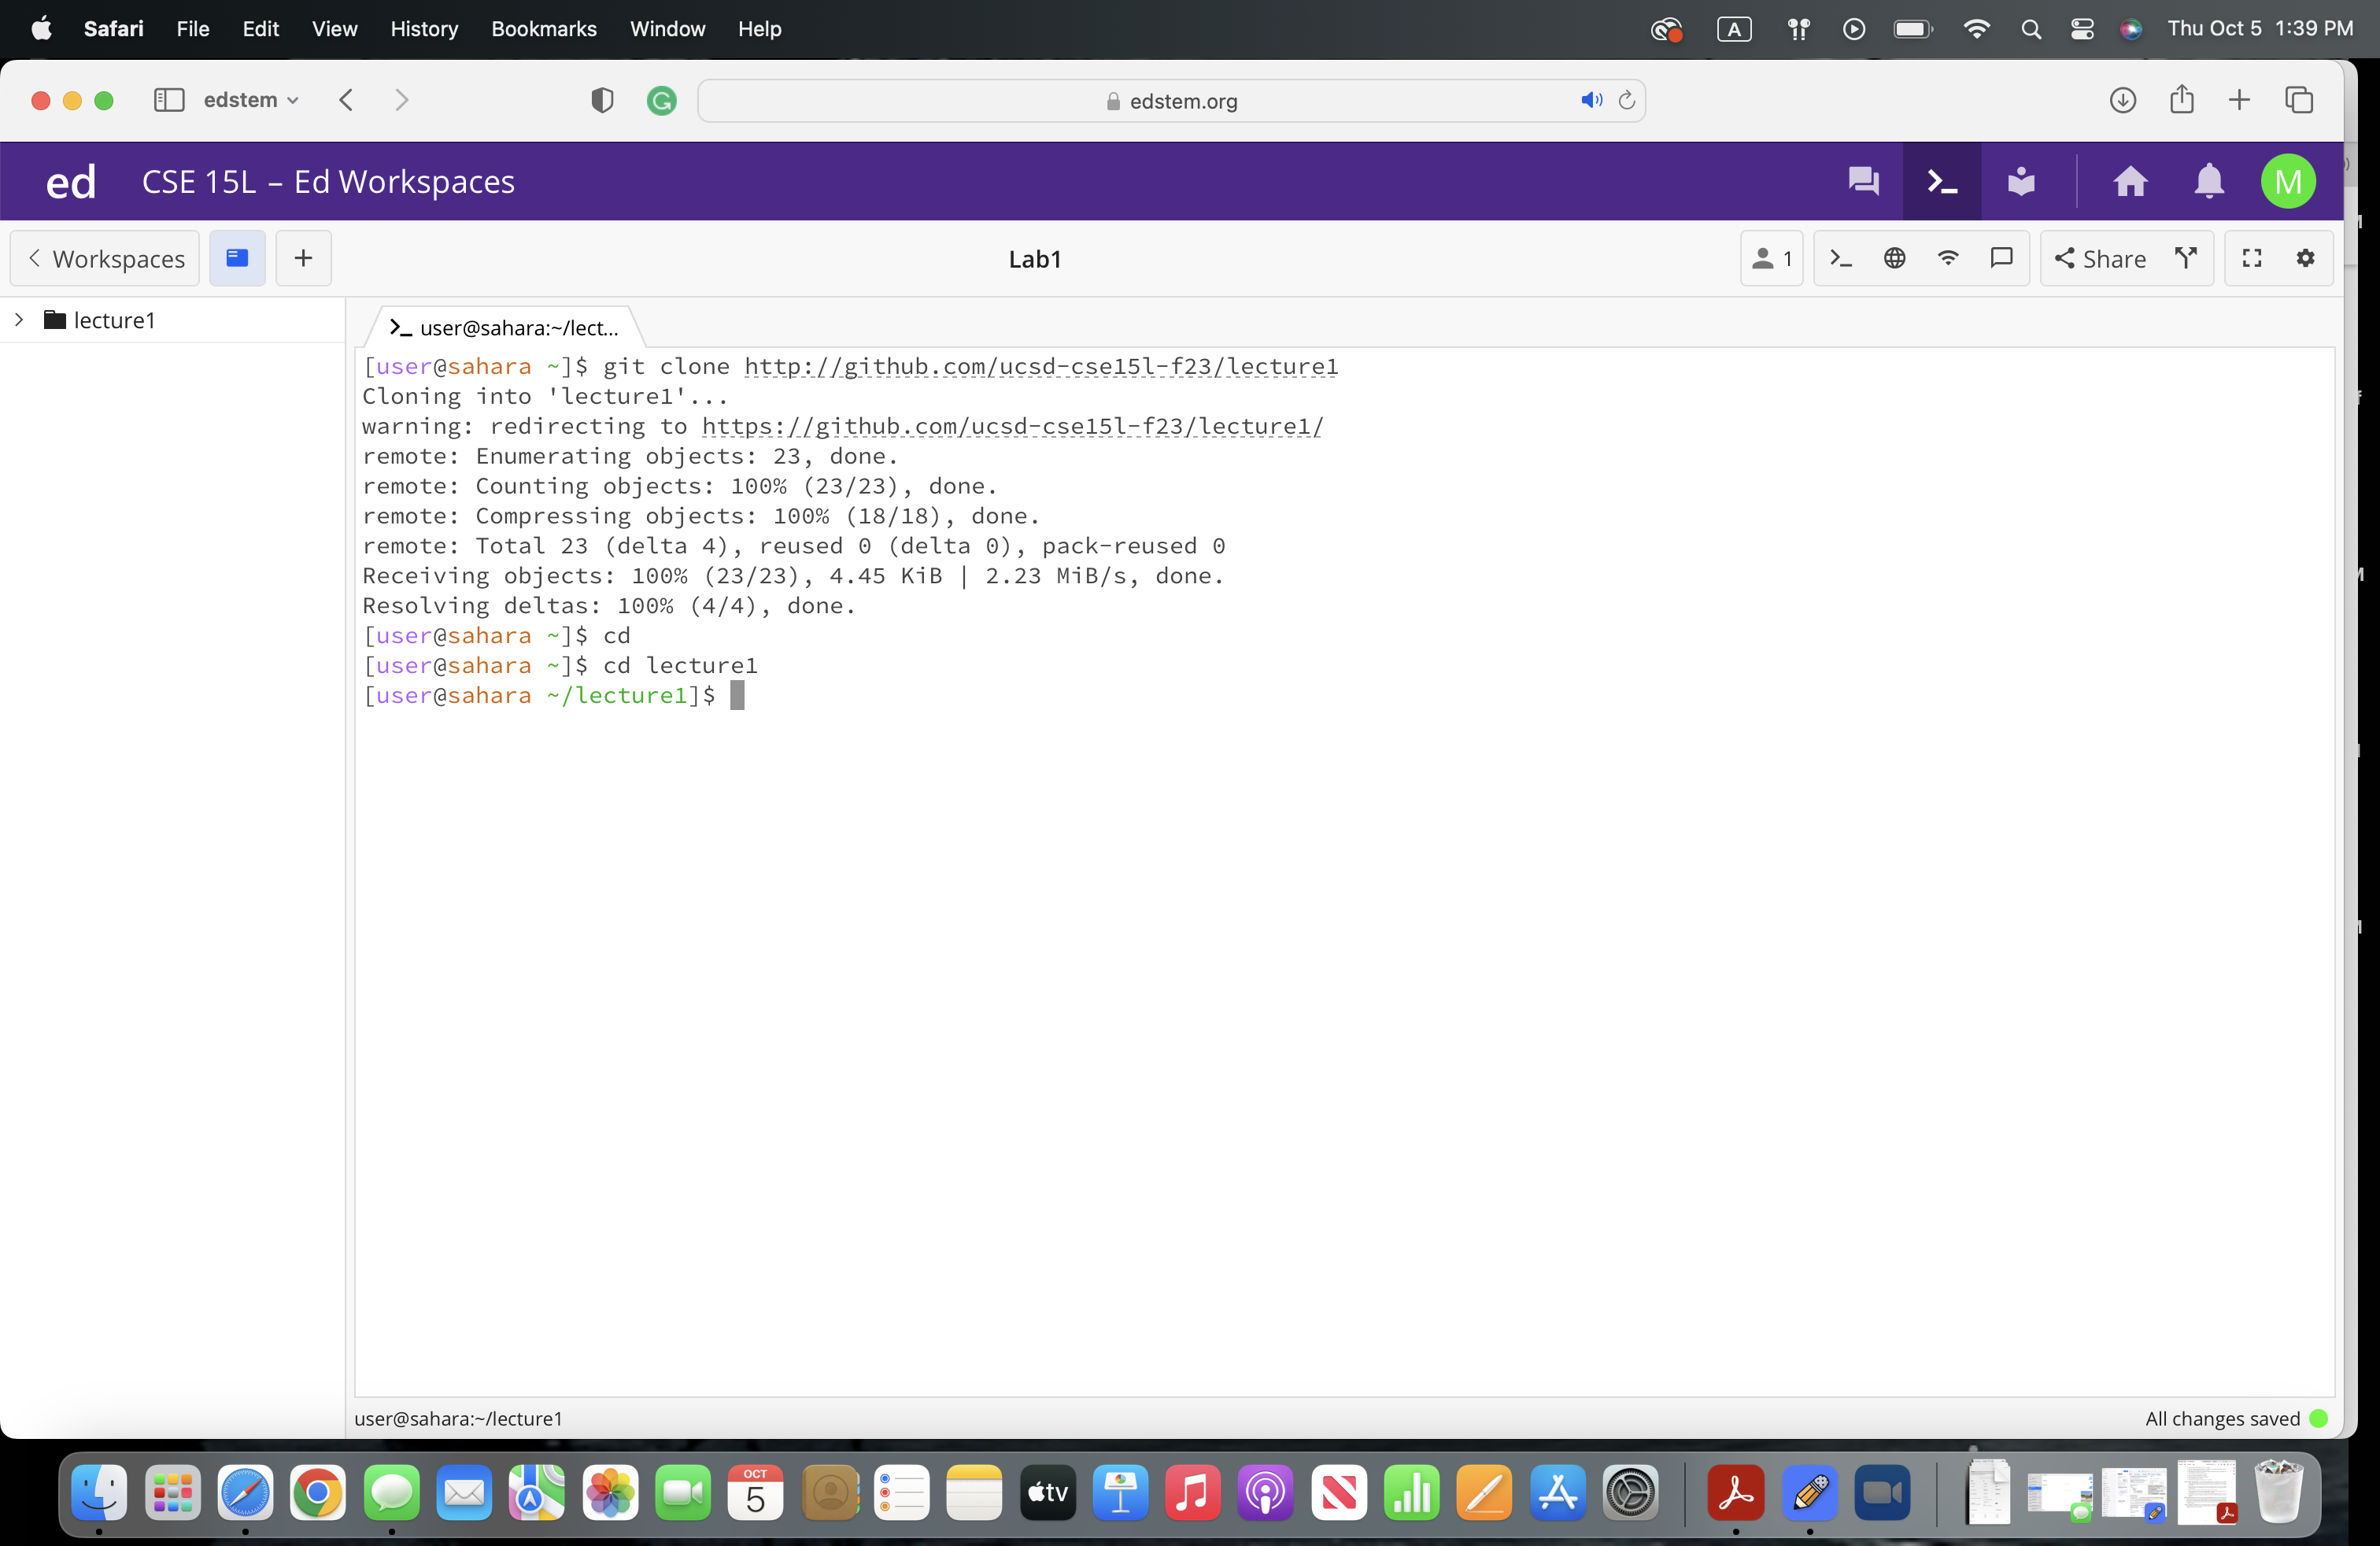 Safari File Edit View History Bookmarks Window Help A Thu Oct 5 1:39 PM
edstem edstem.org
ed CSE 15L – Ed Workspaces M
Workspaces + Lab1 1 Share
lecture1
user@sahara:~/lect...
[user@sahara ~]$ git clone http://github.com/ucsd-cse15l-f23/lecture1
Cloning into 'lecture1'...
warning: redirecting to https://github.com/ucsd-cse15l-f23/lecture1/
remote: Enumerating objects: 23, done.
remote: Counting objects: 100% (23/23), done.
remote: Compressing objects: 100% (18/18), done.
remote: Total 23 (delta 4), reused 0 (delta 0), pack-reused 0
Receiving objects: 100% (23/23), 4.45 KiB | 2.23 MiB/s, done.
Resolving deltas: 100% (4/4), done.
[user@sahara ~]$ cd
[user@sahara ~]$ cd lecture1
[user@sahara ~/lecture1]$
user@sahara:~/lecture1 All changes saved
OCT
5
tv